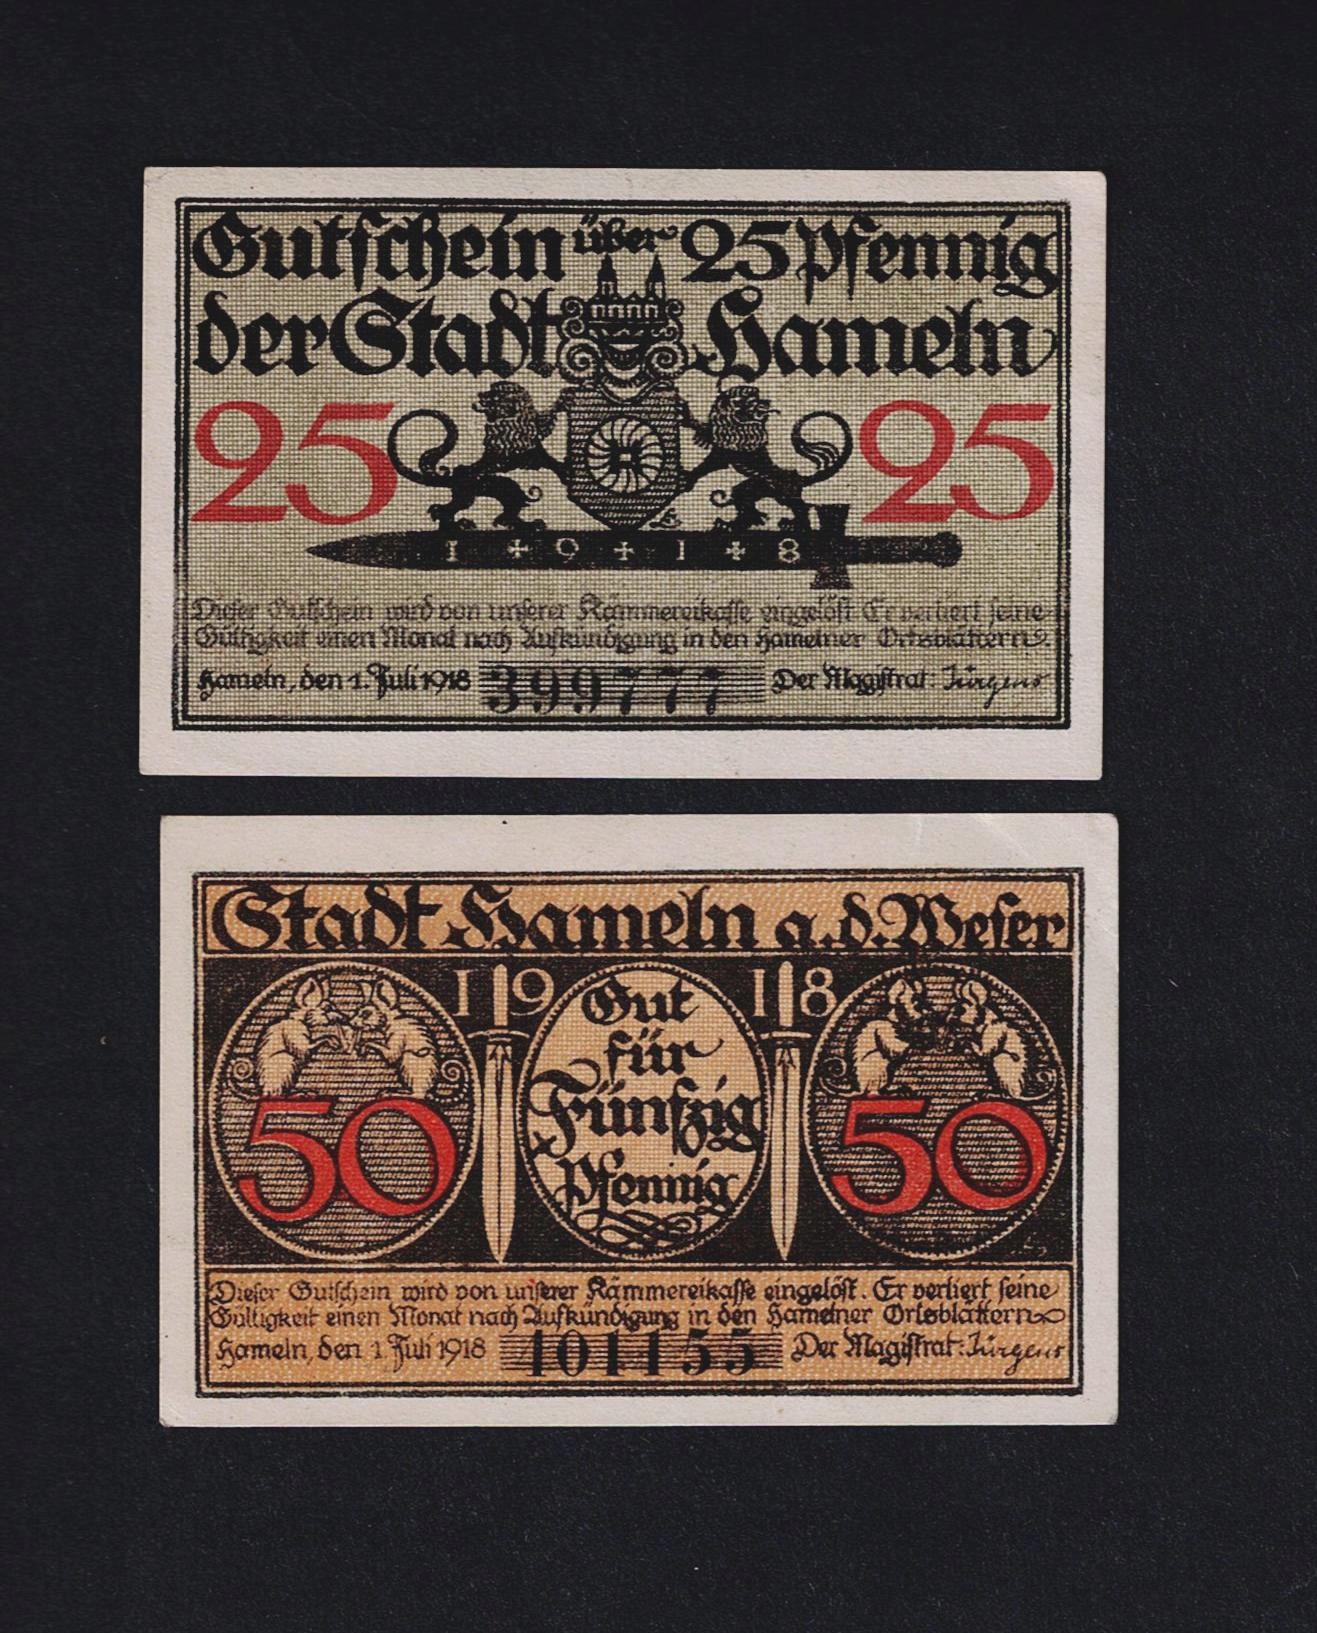 Gutschein über 25 Pfennig
der Stadt Hameln
25 25
H
1 + 9 + 1 + 8
Dieser Gutschein wird von unserer Kämmereikasse eingelöst Er verliert seine
Gültigkeit einen Monat nach Aufkündigung in den Hamelner Ortsblättern.
Hameln, den 1. Juli 1918 399777 Der Magistrat: Jürgens
Stadt Hameln a.d. Weser
19 18
Gut
für
Fünfzig
Pfennig
50 50
Dieser Gutschein wird von unserer Kämmereikasse eingelöst. Er verliert seine
Gültigkeit einen Monat nach Aufkündigung in den Hamelner Ortsblättern
Hameln, den 1 Juli 1918 401155 Der Magistrat: Jürgens